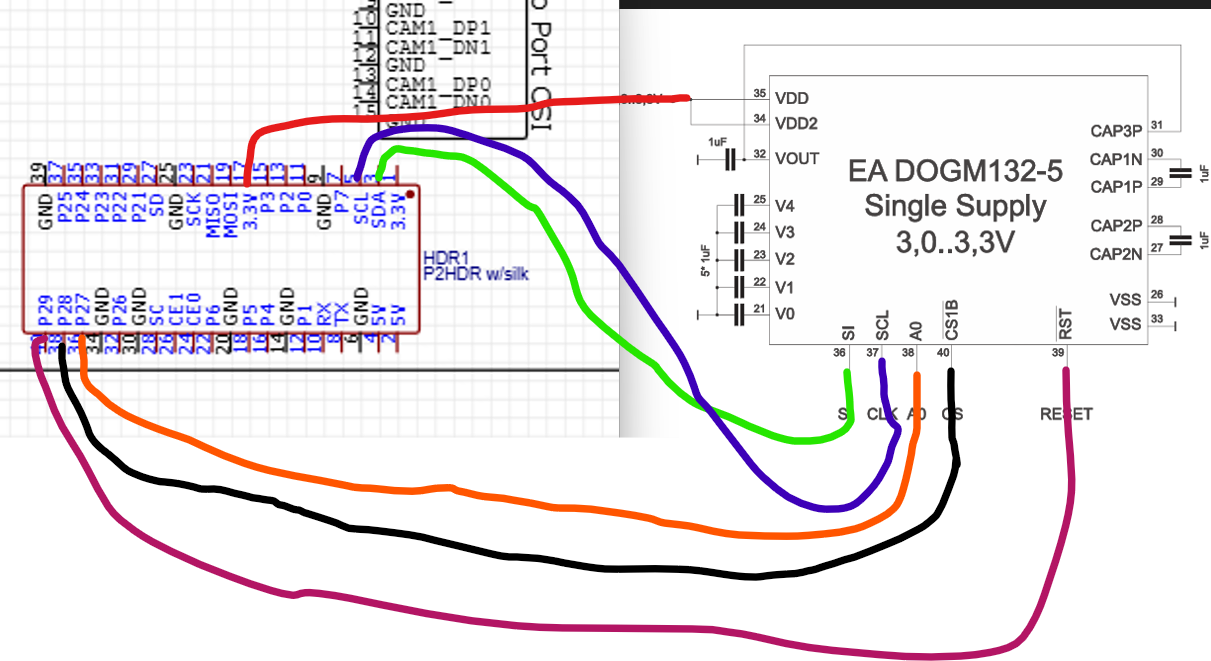 GND
CAM1_DP1
CAM1_DN1
GND
CAM1_DP0
CAM1_DN0
10
11
12
13
14
15
o Port CSI
39
37
35
33
31
29
27
25
23
21
19
17
15
13
11
9
7
5
3
1
GND
P25
P24
P23
P22
P21
SD
GND
SCK
MISO
MOSI
3.3V
P3
P2
P0
GND
P7
SCL
SDA
3.3V
HDR1
P2HDR w/silk
P29
P28
P27
GND
P26
GND
SC
CE1
CE0
P6
GND
P5
P4
GND
P1
RX
TX
GND
5V
5V
34
32
30
28
26
24
22
20
18
16
14
10
8
6
4
2
35 VDD
34 VDD2
1uF
32 VOUT
25 V4
24 V3
23 V2
22 V1
21 V0
5* 1uF
EA DOGM132-5
Single Supply
3,0..3,3V
CAP3P 31
CAP1N 30
CAP1P 29
1uF
CAP2P 28
CAP2N 27
1uF
VSS 26
VSS 33
SI
SCL
A0
CS1B
RST
36
37
38
40
39
CLK
A0
CS
RESET